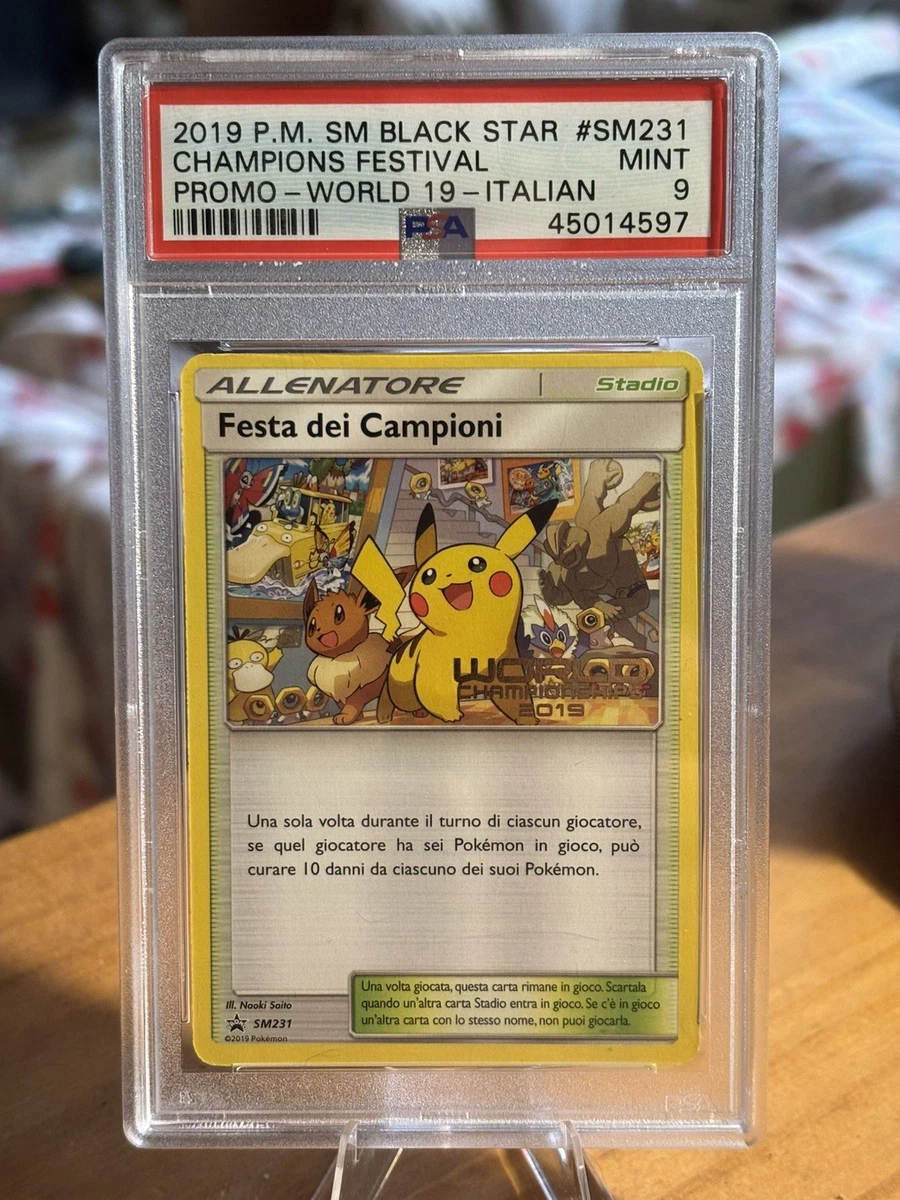 2019 P.M. SM BLACK STAR #SM231
CHAMPIONS FESTIVAL MINT
PROMO – WORLD 19 – ITALIAN 9
45014597
PSA
ALLENATORE Stadio
Festa dei Campioni
WORLD
CHAMPIONSHIPS
2019
Una sola volta durante il turno di ciascun giocatore,
se quel giocatore ha sei Pokémon in gioco, può
curare 10 danni da ciascuno dei suoi Pokémon.
Una volta giocata, questa carta rimane in gioco. Scartala
quando un'altra carta Stadio entra in gioco. Se c'è in gioco
un'altra carta con lo stesso nome, non puoi giocarla.
Ill. Naoki Saito
SM231
©2019 Pokémon